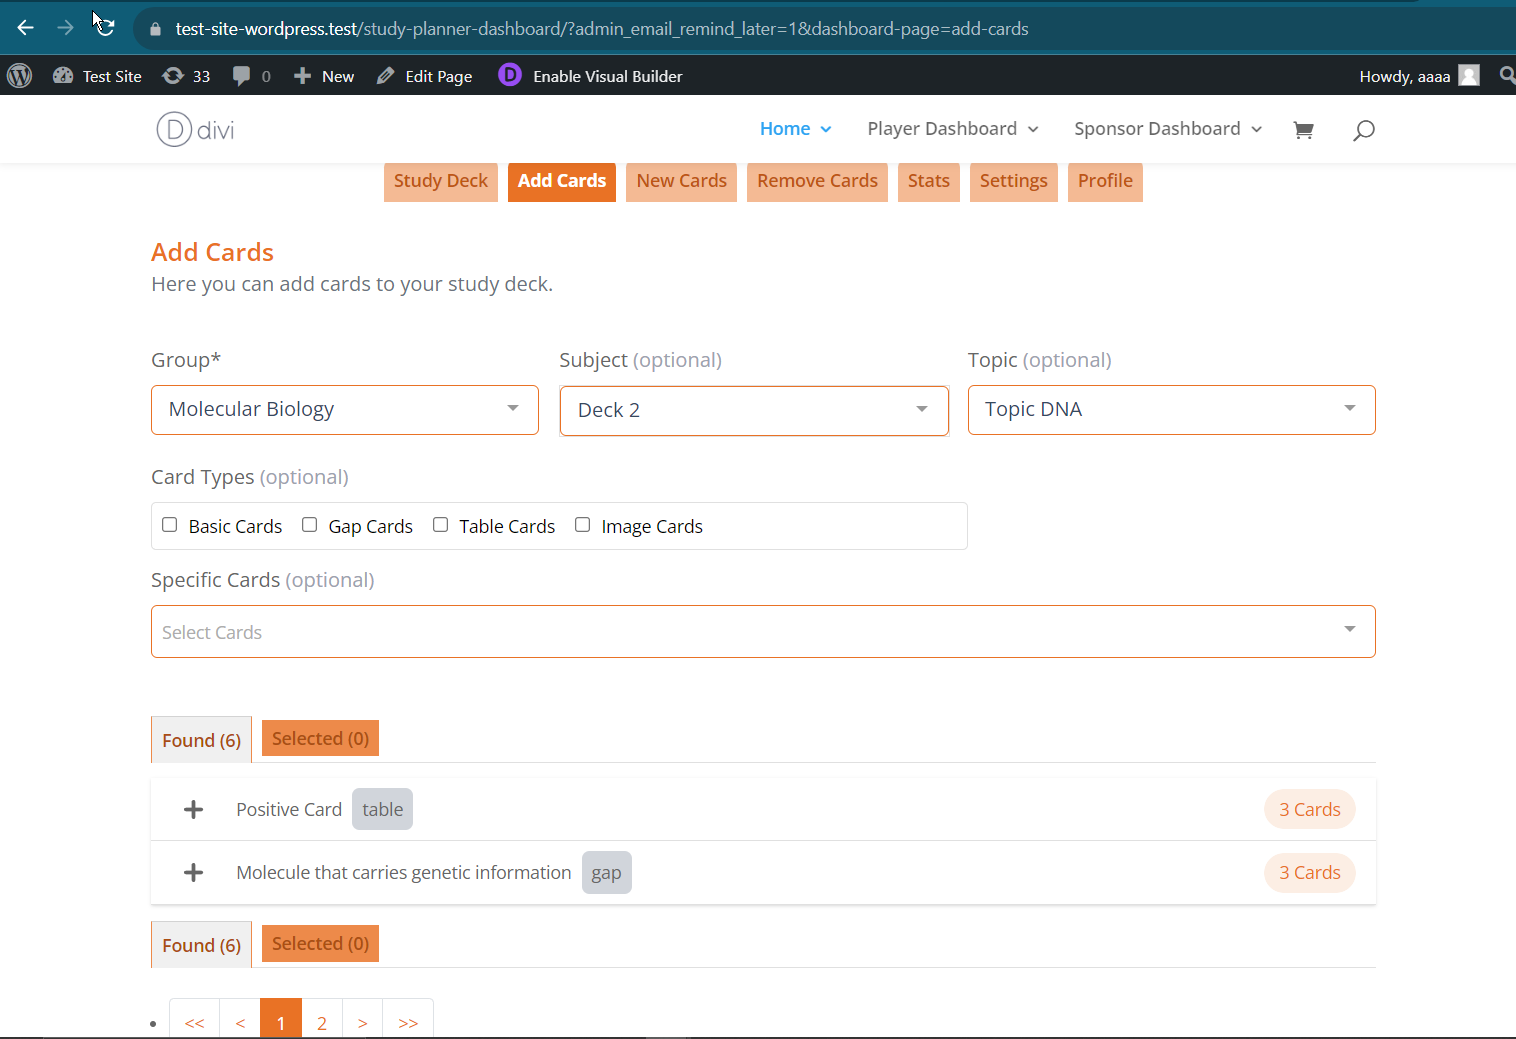 test-site-wordpress.test/study-planner-dashboard/?admin_email_remind_later=1&dashboard-page=add-cards
Test Site 33 0 New Edit Page D Enable Visual Builder Howdy, aaaa
D divi Home Player Dashboard Sponsor Dashboard
Study Deck Add Cards New Cards Remove Cards Stats Settings Profile
Add Cards
Here you can add cards to your study deck.
Group* Subject (optional) Topic (optional)
Molecular Biology Deck 2 Topic DNA
Card Types (optional)
Basic Cards Gap Cards Table Cards Image Cards
Specific Cards (optional)
Select Cards
Found (6) Selected (0)
Positive Card table 3 Cards
Molecule that carries genetic information gap 3 Cards
Found (6) Selected (0)
<< < 1 2 > >>